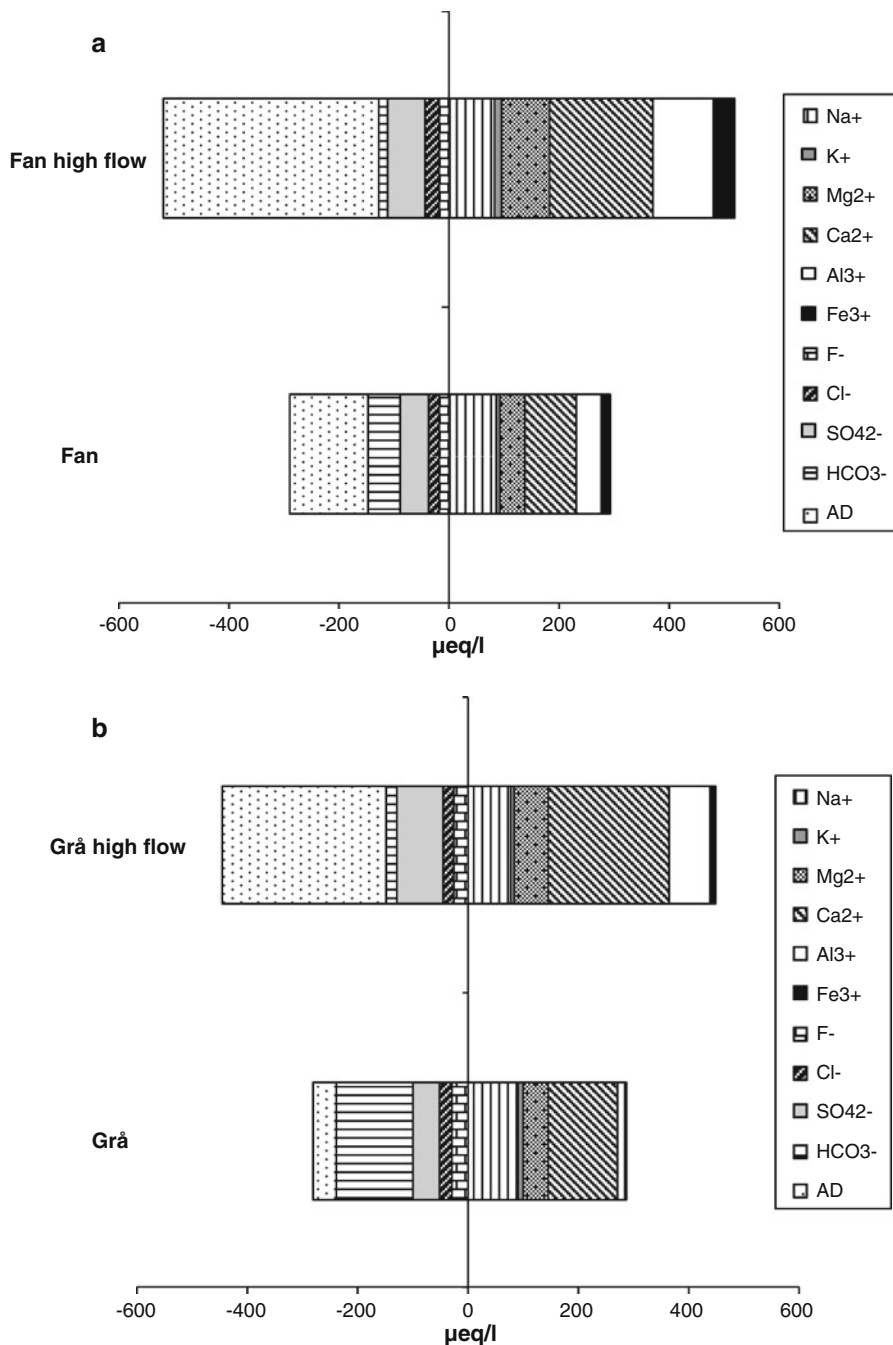 a
Fan high flow
Fan
Na+
K+
Mg2+
Ca2+
Al3+
Fe3+
F-
Cl-
SO42-
HCO3-
AD
-600 -400 -200 0 200 400 600
µeq/l
b
Grå high flow
Grå
Na+
K+
Mg2+
Ca2+
Al3+
Fe3+
F-
Cl-
SO42-
HCO3-
AD
-600 -400 -200 0 200 400 600
µeq/l